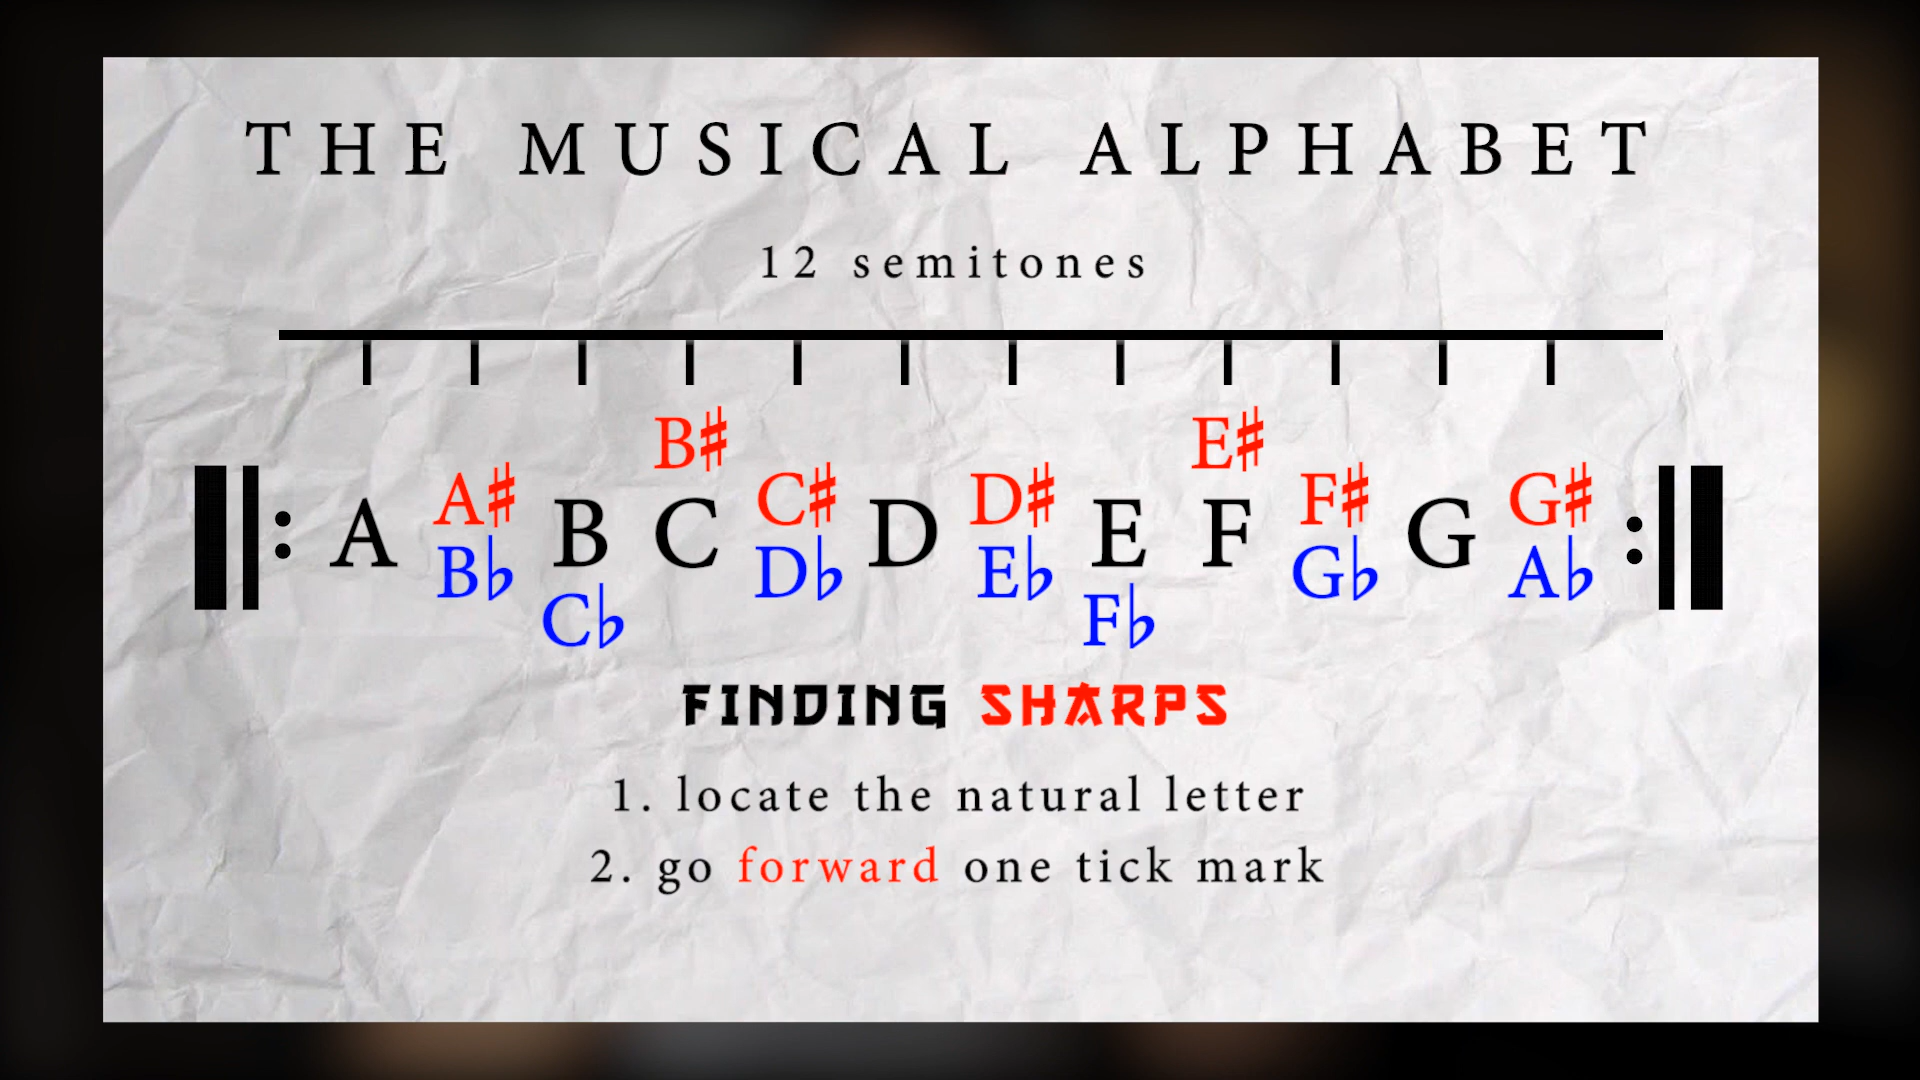 THE MUSICAL ALPHABET
12 semitones
B♯ E♯
A♯ C♯ D♯ F♯ G♯
A B C D E F G
B♭ D♭ E♭ G♭ A♭
C♭ F♭
FINDING SHARPS
1. locate the natural letter
2. go forward one tick mark